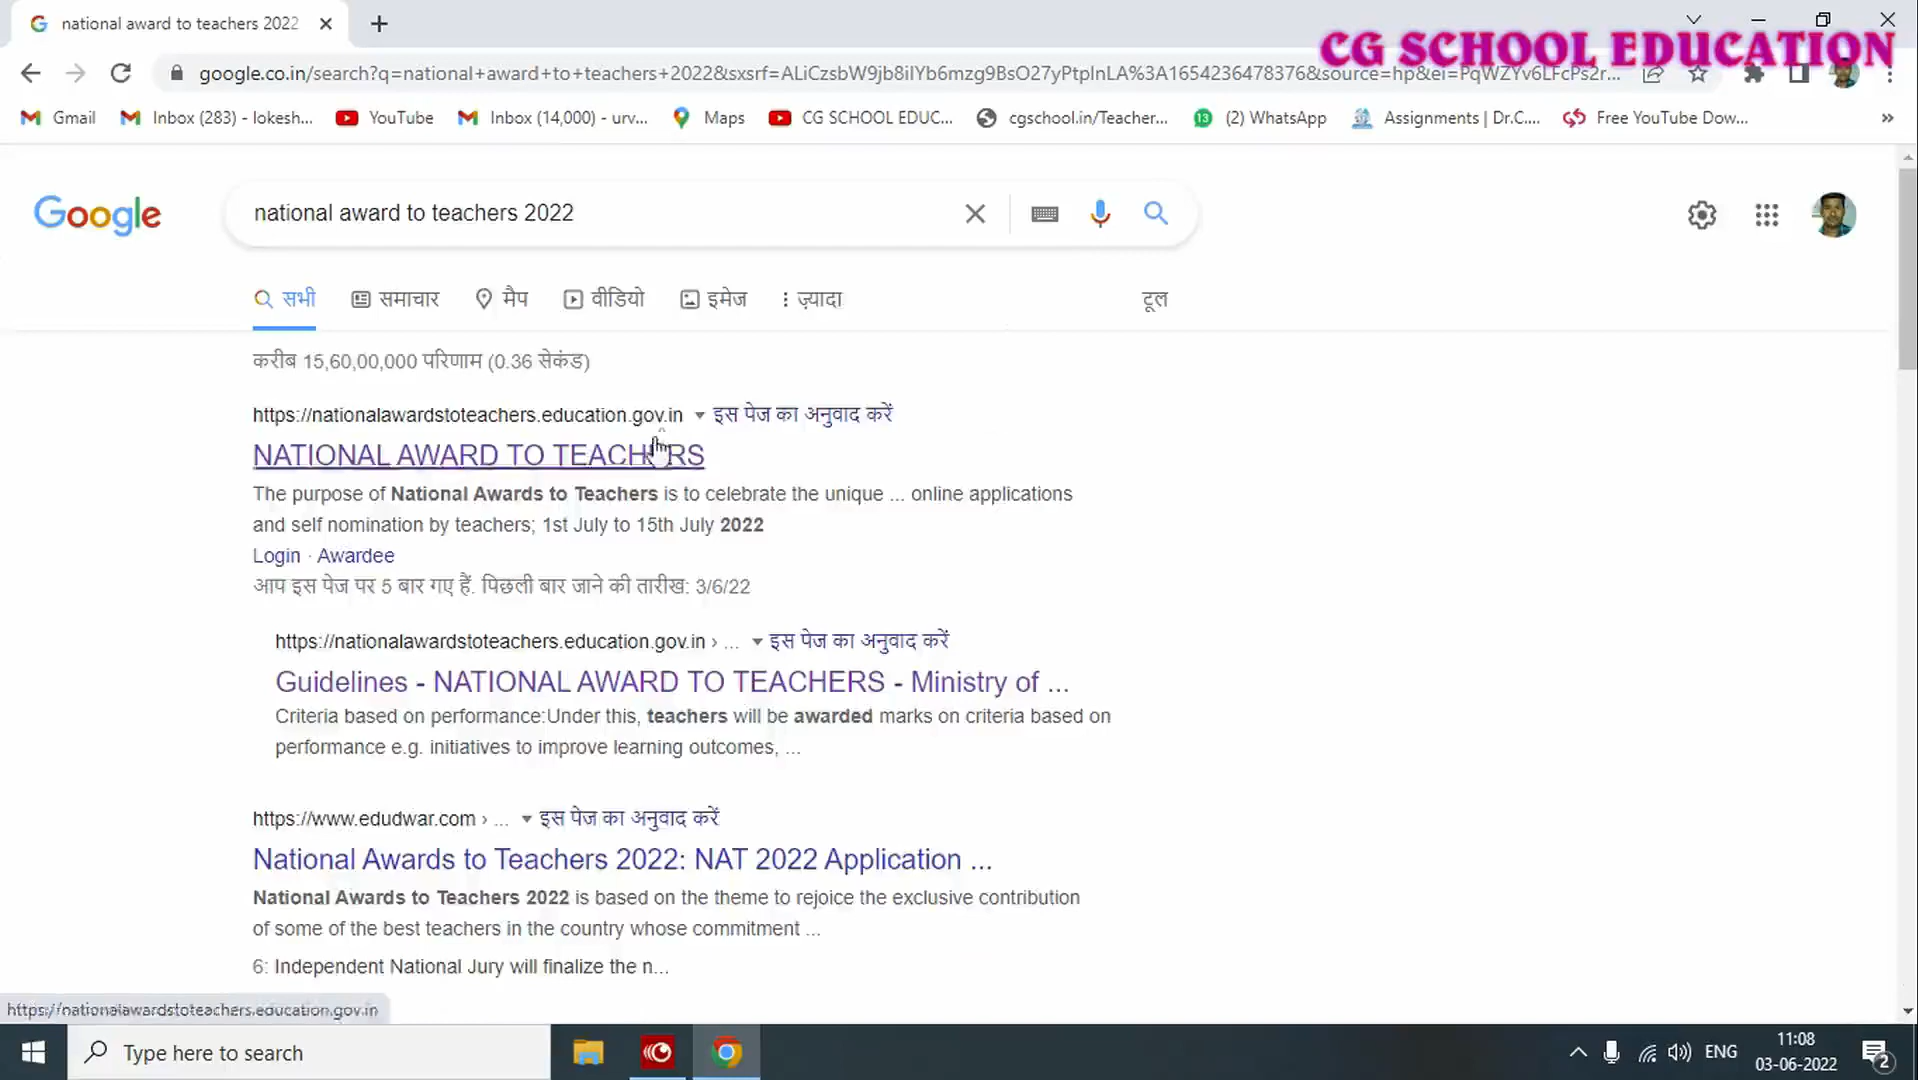 national award to teachers 2022
CG SCHOOL EDUCATION
google.co.in/search?q=national+award+to+teachers+2022&sxsrf=ALiCzsbW9jb8iIYb6mzg9BsO27yPtpInLA%3A1654236478376&source=hp&ei=PqWZYv6LFcPs2r...
Gmail Inbox (283) - lokesh... YouTube Inbox (14,000) - urv... Maps CG SCHOOL EDUC... cgschool.in/Teacher... 13 (2) WhatsApp Assignments | Dr.C.... Free YouTube Dow... »
Google national award to teachers 2022
सभी समाचार मैप वीडियो इमेज ज़्यादा टूल
करीब 15,60,00,000 परिणाम (0.36 सेकंड)
https://nationalawardstoteachers.education.gov.in इस पेज का अनुवाद करें
NATIONAL AWARD TO TEACHERS
The purpose of National Awards to Teachers is to celebrate the unique ... online applications
and self nomination by teachers; 1st July to 15th July 2022
Login · Awardee
आप इस पेज पर 5 बार गए हैं. पिछली बार जाने की तारीख: 3/6/22
https://nationalawardstoteachers.education.gov.in › ... इस पेज का अनुवाद करें
Guidelines - NATIONAL AWARD TO TEACHERS - Ministry of ...
Criteria based on performance:Under this, teachers will be awarded marks on criteria based on
performance e.g. initiatives to improve learning outcomes, ...
https://www.edudwar.com › ... इस पेज का अनुवाद करें
National Awards to Teachers 2022: NAT 2022 Application ...
National Awards to Teachers 2022 is based on the theme to rejoice the exclusive contribution
of some of the best teachers in the country whose commitment ...
6: Independent National Jury will finalize the n...
https://nationalawardstoteachers.education.gov.in
Type here to search
ENG
11:08
03-06-2022
2